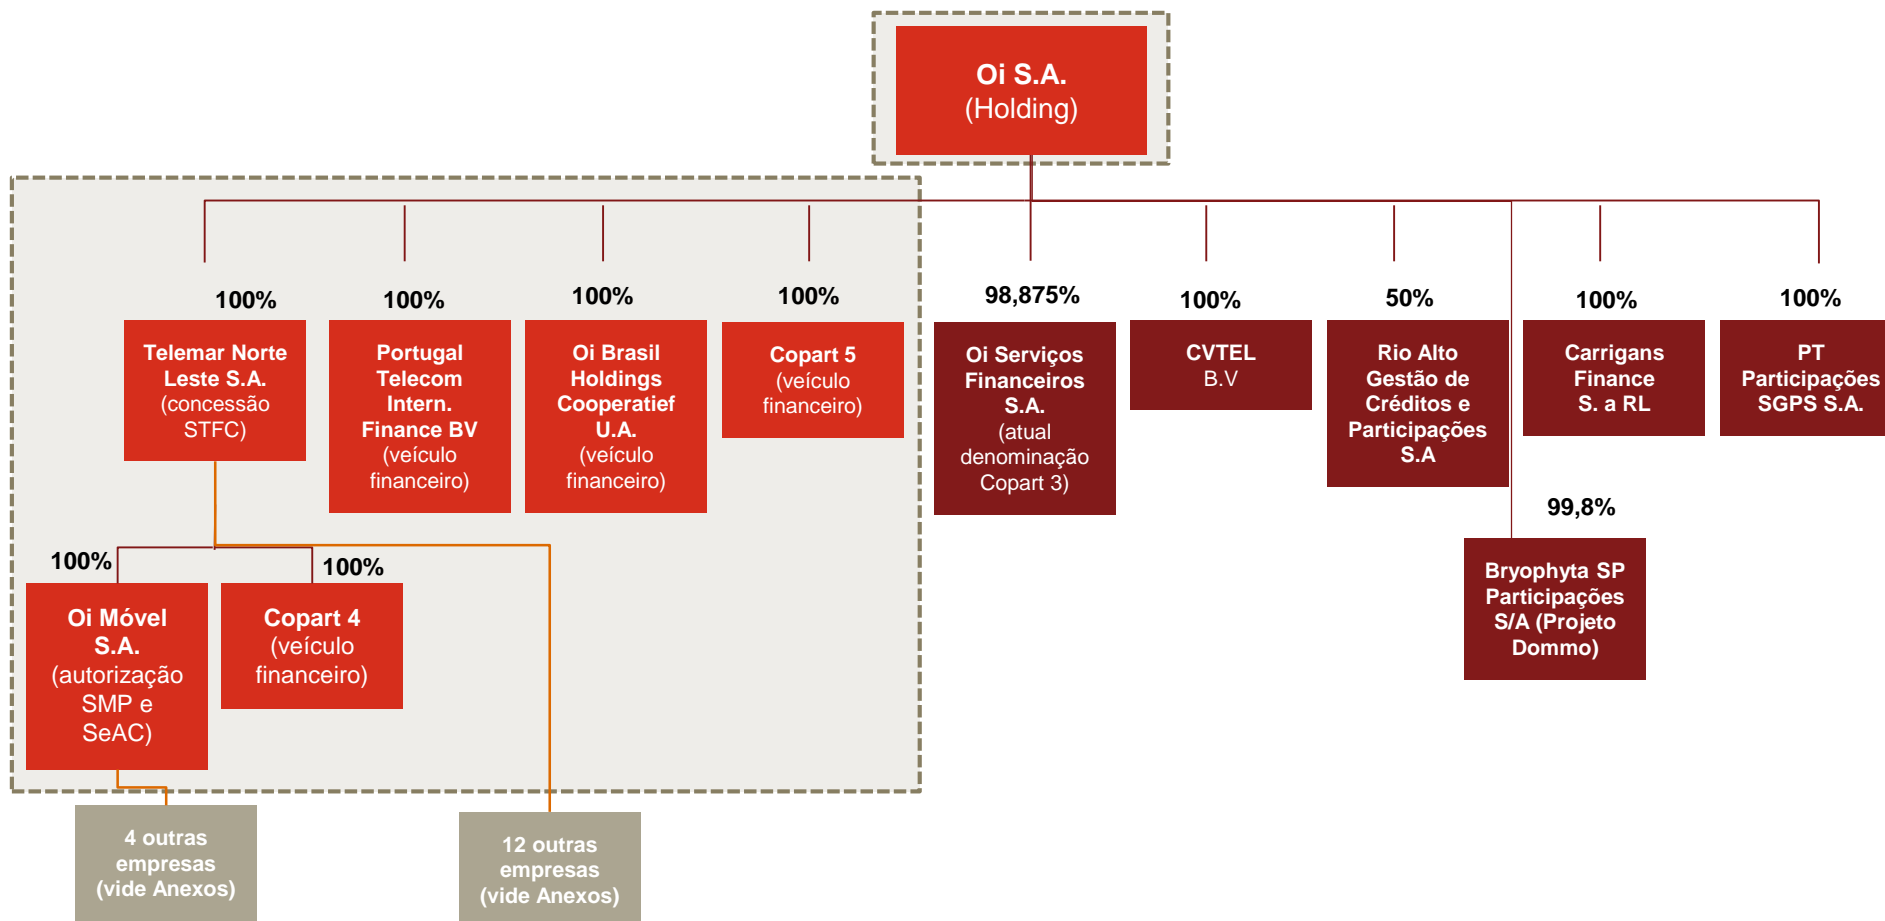 Oi S.A.
(Holding)
100%
Telemar Norte
Leste S.A.
(concessão
STFC)
100%
Portugal
Telecom
Intern.
Finance BV
(veículo
financeiro)
100%
Oi Brasil
Holdings
Cooperatief
U.A.
(veículo
financeiro)
100%
Copart 5
(veículo
financeiro)
98,875%
Oi Serviços
Financeiros
S.A.
(atual
denominação
Copart 3)
100%
CVTEL
B.V
50%
Rio Alto
Gestão de
Créditos e
Participações
S.A
100%
Carrigans
Finance
S. a RL
100%
PT
Participações
SGPS S.A.
99,8%
Bryophyta SP
Participações
S/A (Projeto
Dommo)
100%
Oi Móvel
S.A.
(autorização
SMP e
SeAC)
100%
Copart 4
(veículo
financeiro)
4 outras
empresas
(vide Anexos)
12 outras
empresas
(vide Anexos)